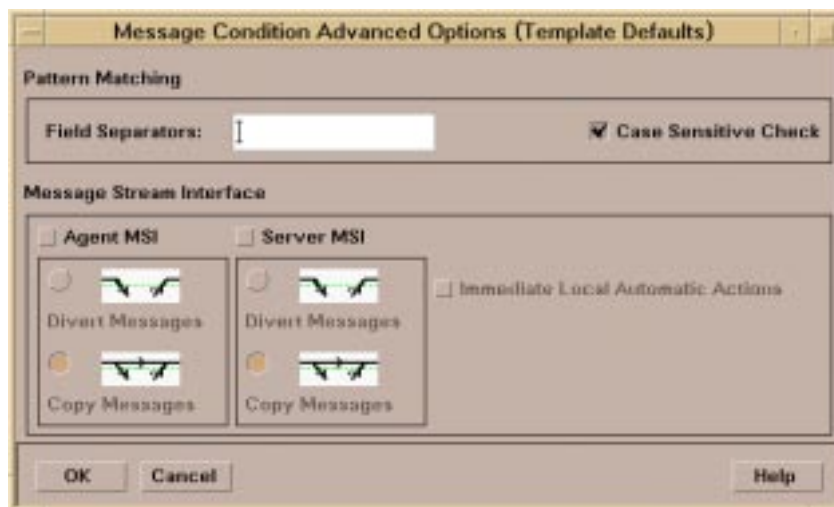 Message Condition Advanced Options (Template Defaults)
Pattern Matching
Field Separators:
Case Sensitive Check
Message Stream Interface
Agent MSI
Server MSI
Divert Messages
Divert Messages
Immediate Local Automatic Actions
Copy Messages
Copy Messages
OK
Cancel
Help